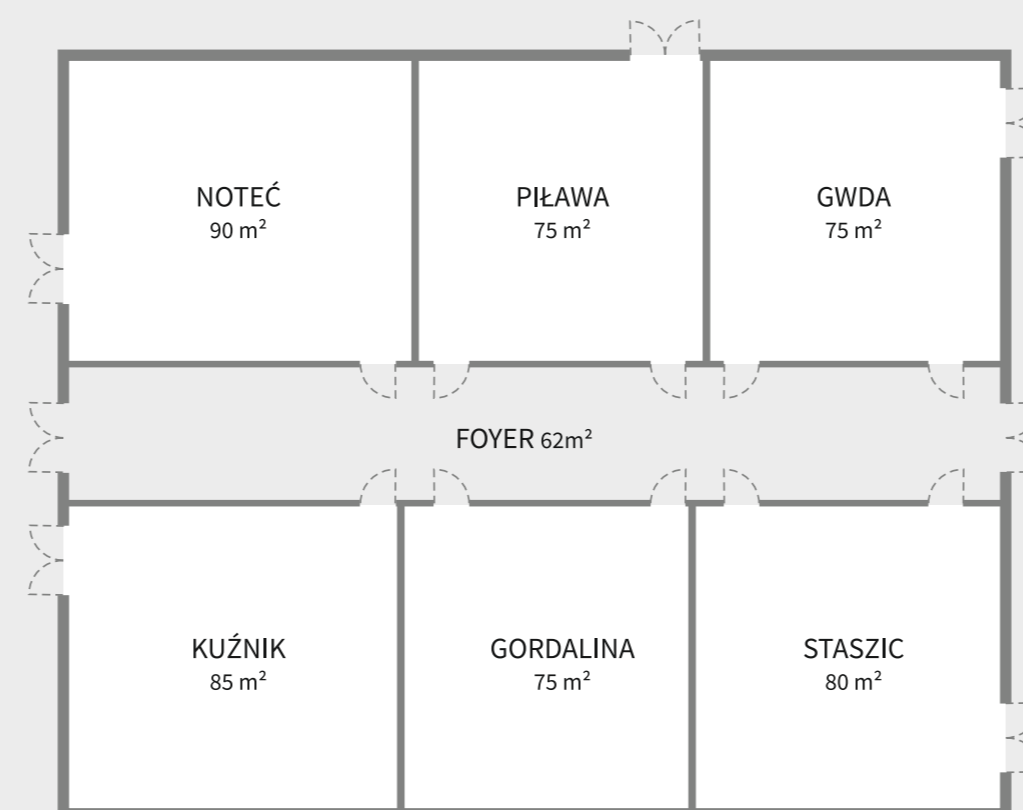 NOTEĆ
90 m²
PIŁAWA
75 m²
GWDA
75 m²
FOYER 62m²
KUŹNIK
85 m²
GORDALINA
75 m²
STASZIC
80 m²